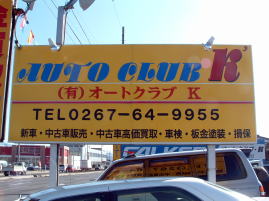 AUTO CLUB K'
(有)オートクラブ K
TEL0267-64-9955
新車・中古車販売・中古車高価買取・車検・板金塗装・損保